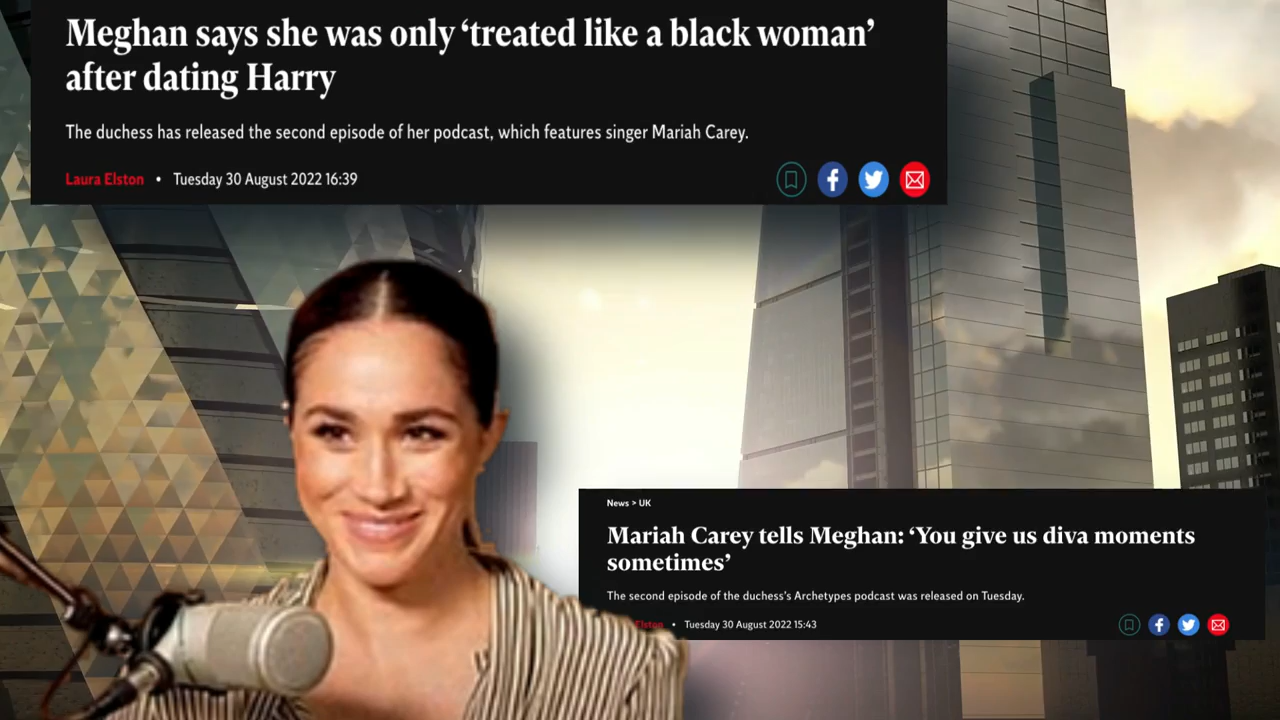 Meghan says she was only ‘treated like a black woman’
after dating Harry
The duchess has released the second episode of her podcast, which features singer Mariah Carey.
Laura Elston • Tuesday 30 August 2022 16:39
News > UK
Mariah Carey tells Meghan: ‘You give us diva moments
sometimes’
The second episode of the duchess's Archetypes podcast was released on Tuesday.
Elston • Tuesday 30 August 2022 15:43